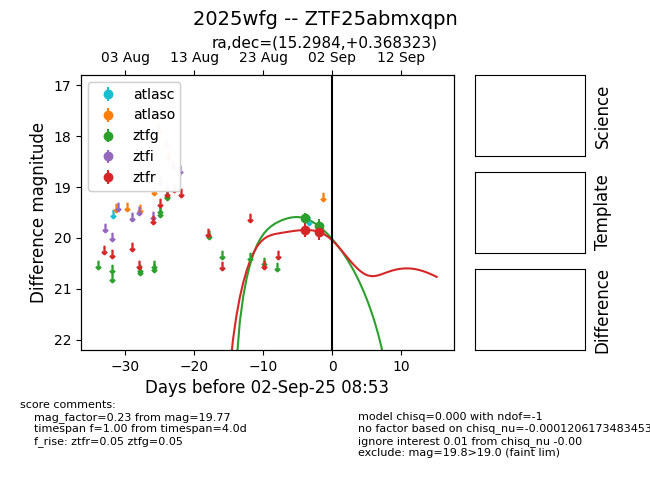 2025wfg -- ZTF25abmxqpn
ra,dec=(15.2984,+0.368323)
03 Aug 13 Aug 23 Aug 02 Sep 12 Sep
atlasc
atlaso
ztfg
ztfi
ztfr
17
18
19
20
21
22
Difference magnitude
−30 −20 −10 0 10
Days before 02-Sep-25 08:53
Science
Template
Difference
score comments:
mag_factor=0.23 from mag=19.77
timespan f=1.00 from timespan=4.0d
f_rise: ztfr=0.05 ztfg=0.05
model chisq=0.000 with ndof=-1
no factor based on chisq_nu=-0.0001206173483453
ignore interest 0.01 from chisq_nu -0.00
exclude: mag=19.8>19.0 (faint lim)